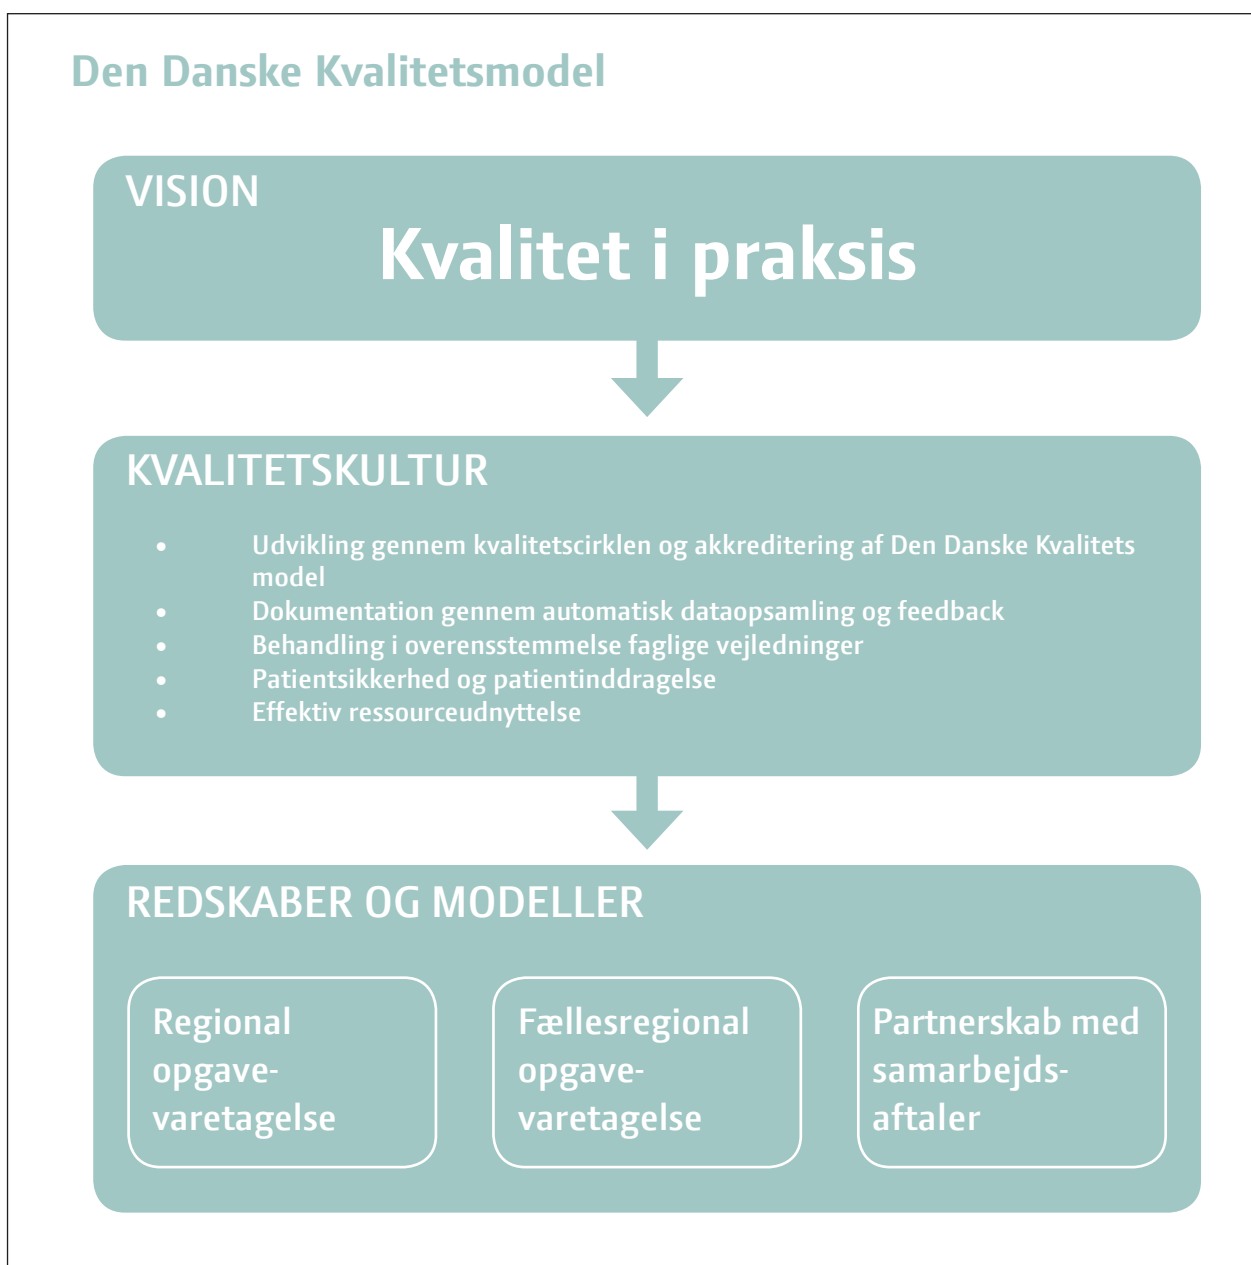 Den Danske Kvalitetsmodel
VISION
Kvalitet i praksis
KVALITETSKULTUR
• Udvikling gennem kvalitetscirklen og akkreditering af Den Danske Kvalitets
model
• Dokumentation gennem automatisk dataopsamling og feedback
• Behandling i overensstemmelse faglige vejledninger
• Patientsikkerhed og patientinddragelse
• Effektiv ressourceudnyttelse
REDSKABER OG MODELLER
Regional
opgave-
varetagelse
Fællesregional
opgave-
varetagelse
Partnerskab med
samarbejds-
aftaler